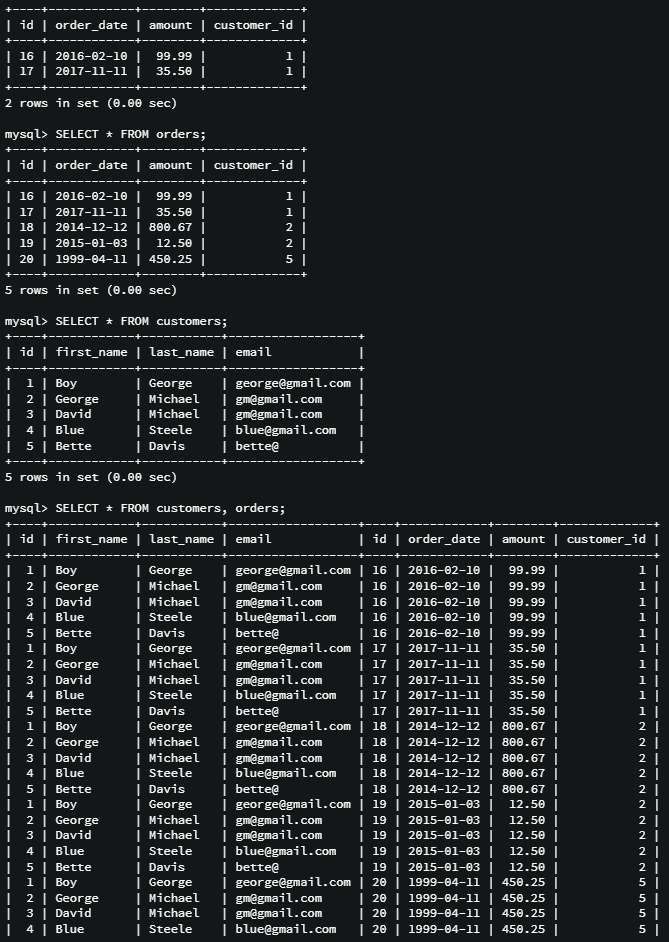 +----+------------+--------+-------------+
| id | order_date | amount | customer_id |
+----+------------+--------+-------------+
| 16 | 2016-02-10 |  99.99 |           1 |
| 17 | 2017-11-11 |  35.50 |           1 |
+----+------------+--------+-------------+
2 rows in set (0.00 sec)

mysql> SELECT * FROM orders;
+----+------------+--------+-------------+
| id | order_date | amount | customer_id |
+----+------------+--------+-------------+
| 16 | 2016-02-10 |  99.99 |           1 |
| 17 | 2017-11-11 |  35.50 |           1 |
| 18 | 2014-12-12 | 800.67 |           2 |
| 19 | 2015-01-03 |  12.50 |           2 |
| 20 | 1999-04-11 | 450.25 |           5 |
+----+------------+--------+-------------+
5 rows in set (0.00 sec)

mysql> SELECT * FROM customers;
+----+------------+-----------+------------------+
| id | first_name | last_name | email            |
+----+------------+-----------+------------------+
|  1 | Boy        | George    | george@gmail.com |
|  2 | George     | Michael   | gm@gmail.com     |
|  3 | David      | Michael   | gm@gmail.com     |
|  4 | Blue       | Steele    | blue@gmail.com   |
|  5 | Bette      | Davis     | bette@           |
+----+------------+-----------+------------------+
5 rows in set (0.00 sec)

mysql> SELECT * FROM customers, orders;
+----+------------+-----------+------------------+----+------------+--------+-------------+
| id | first_name | last_name | email            | id | order_date | amount | customer_id |
+----+------------+-----------+------------------+----+------------+--------+-------------+
|  1 | Boy        | George    | george@gmail.com | 16 | 2016-02-10 |  99.99 |           1 |
|  2 | George     | Michael   | gm@gmail.com     | 16 | 2016-02-10 |  99.99 |           1 |
|  3 | David      | Michael   | gm@gmail.com     | 16 | 2016-02-10 |  99.99 |           1 |
|  4 | Blue       | Steele    | blue@gmail.com   | 16 | 2016-02-10 |  99.99 |           1 |
|  5 | Bette      | Davis     | bette@           | 16 | 2016-02-10 |  99.99 |           1 |
|  1 | Boy        | George    | george@gmail.com | 17 | 2017-11-11 |  35.50 |           1 |
|  2 | George     | Michael   | gm@gmail.com     | 17 | 2017-11-11 |  35.50 |           1 |
|  3 | David      | Michael   | gm@gmail.com     | 17 | 2017-11-11 |  35.50 |           1 |
|  4 | Blue       | Steele    | blue@gmail.com   | 17 | 2017-11-11 |  35.50 |           1 |
|  5 | Bette      | Davis     | bette@           | 17 | 2017-11-11 |  35.50 |           1 |
|  1 | Boy        | George    | george@gmail.com | 18 | 2014-12-12 | 800.67 |           2 |
|  2 | George     | Michael   | gm@gmail.com     | 18 | 2014-12-12 | 800.67 |           2 |
|  3 | David      | Michael   | gm@gmail.com     | 18 | 2014-12-12 | 800.67 |           2 |
|  4 | Blue       | Steele    | blue@gmail.com   | 18 | 2014-12-12 | 800.67 |           2 |
|  5 | Bette      | Davis     | bette@           | 18 | 2014-12-12 | 800.67 |           2 |
|  1 | Boy        | George    | george@gmail.com | 19 | 2015-01-03 |  12.50 |           2 |
|  2 | George     | Michael   | gm@gmail.com     | 19 | 2015-01-03 |  12.50 |           2 |
|  3 | David      | Michael   | gm@gmail.com     | 19 | 2015-01-03 |  12.50 |           2 |
|  4 | Blue       | Steele    | blue@gmail.com   | 19 | 2015-01-03 |  12.50 |           2 |
|  5 | Bette      | Davis     | bette@           | 19 | 2015-01-03 |  12.50 |           2 |
|  1 | Boy        | George    | george@gmail.com | 20 | 1999-04-11 | 450.25 |           5 |
|  2 | George     | Michael   | gm@gmail.com     | 20 | 1999-04-11 | 450.25 |           5 |
|  3 | David      | Michael   | gm@gmail.com     | 20 | 1999-04-11 | 450.25 |           5 |
|  4 | Blue       | Steele    | blue@gmail.com   | 20 | 1999-04-11 | 450.25 |           5 |